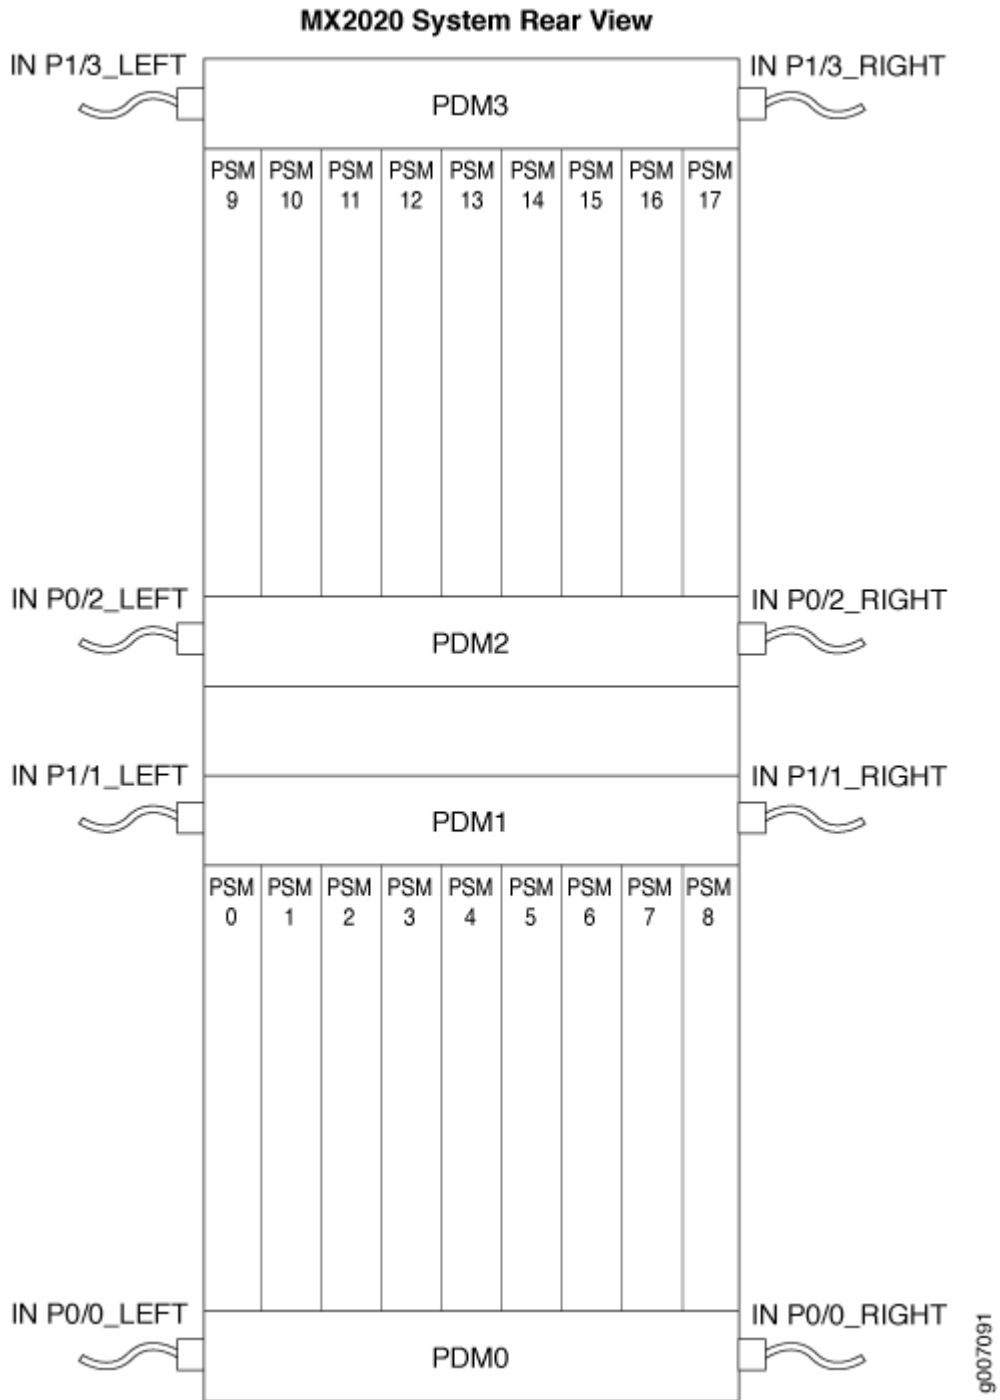 MX2020 System Rear View
IN P1/3_LEFT
IN P1/3_RIGHT
PDM3
PSM PSM PSM PSM PSM PSM PSM PSM PSM
9 10 11 12 13 14 15 16 17
IN P0/2_LEFT
IN P0/2_RIGHT
PDM2
IN P1/1_LEFT
IN P1/1_RIGHT
PDM1
PSM PSM PSM PSM PSM PSM PSM PSM PSM
0 1 2 3 4 5 6 7 8
IN P0/0_LEFT
IN P0/0_RIGHT
PDM0
g007091